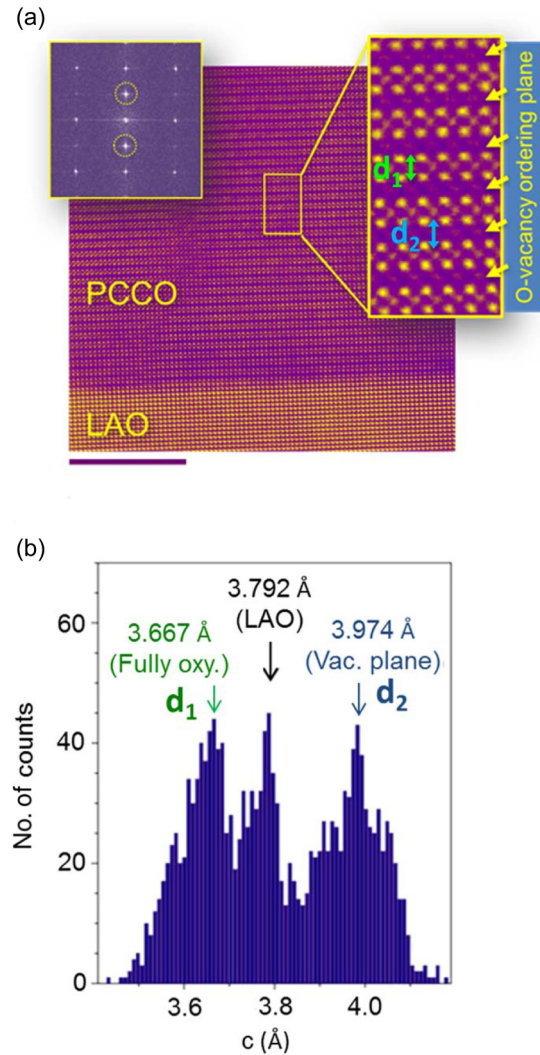 (a)
O-vacancy ordering plane
d₁
d₂
PCCO
LAO
(b)
3.792 Å
(LAO)
3.667 Å
(Fully oxy.)
d₁
3.974 Å
(Vac. plane)
d₂
No. of counts
60
40
20
0
3.6
3.8
4.0
c (Å)